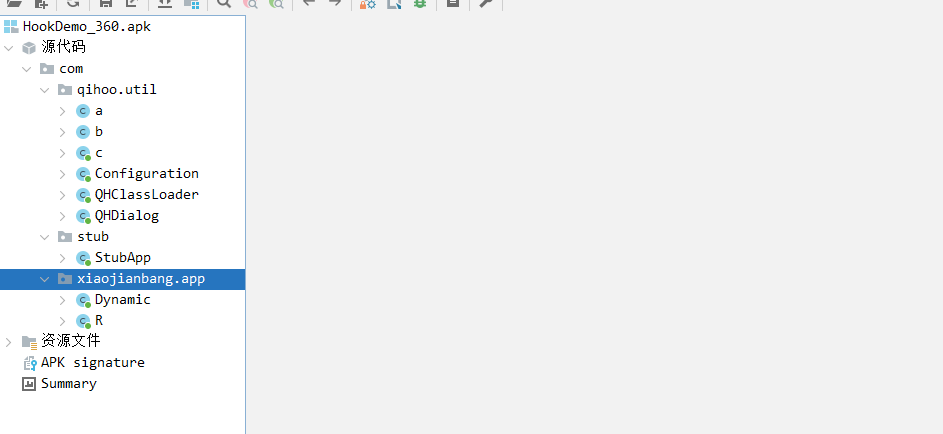 HookDemo_360.apk
源代码
com
qihoo.util
a
b
c
Configuration
QHClassLoader
QHDialog
stub
StubApp
xiaojianbang.app
Dynamic
R
资源文件
APK signature
Summary